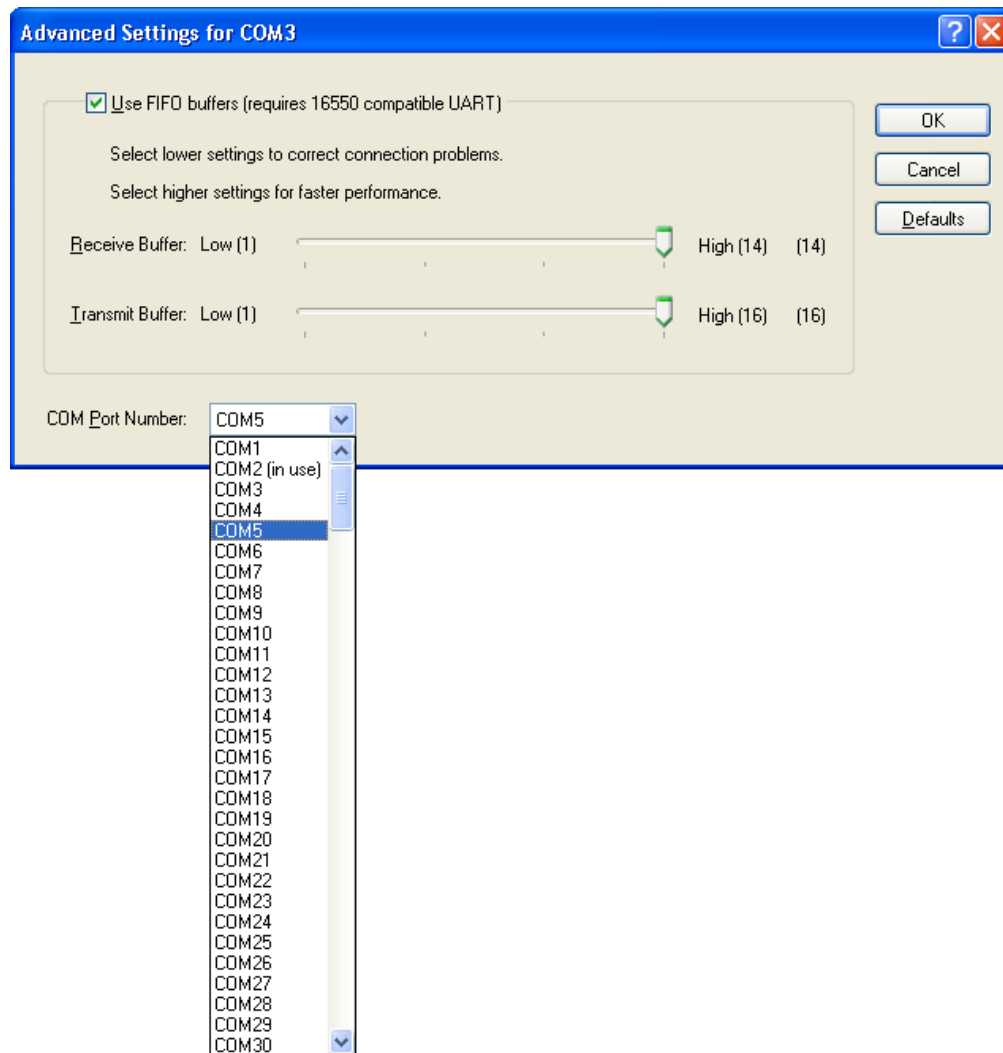 Advanced Settings for COM3
Use FIFO buffers (requires 16550 compatible UART)
OK
Select lower settings to correct connection problems.
Cancel
Select higher settings for faster performance.
Defaults
Receive Buffer: Low (1) High (14) (14)
Transmit Buffer: Low (1) High (16) (16)
COM Port Number: COM5
COM1
COM2 (in use)
COM3
COM4
COM5
COM6
COM7
COM8
COM9
COM10
COM11
COM12
COM13
COM14
COM15
COM16
COM17
COM18
COM19
COM20
COM21
COM22
COM23
COM24
COM25
COM26
COM27
COM28
COM29
COM30